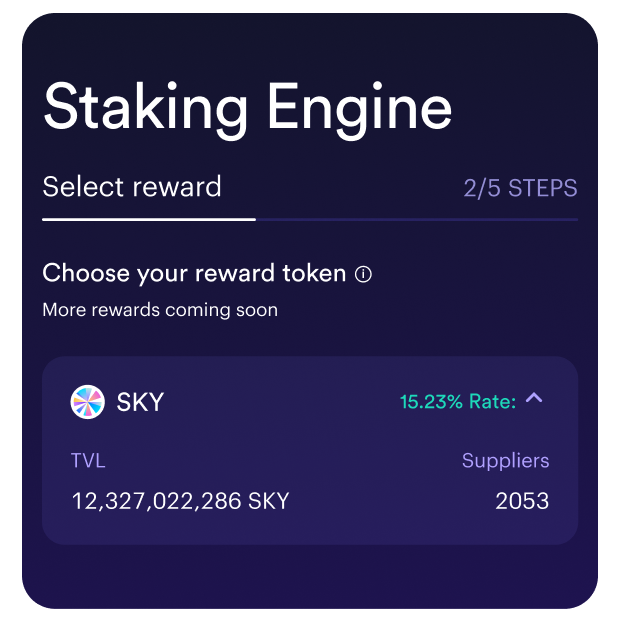 Staking Engine
Select reward 2/5 STEPS
Choose your reward token
More rewards coming soon
SKY 15.23% Rate:
TVL Suppliers
12,327,022,286 SKY 2053